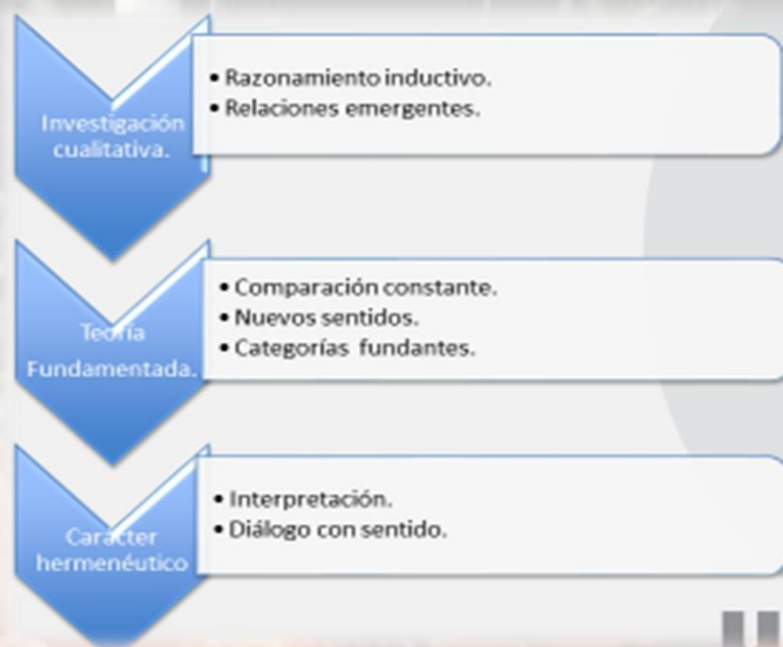 Investigación
cualitativa.
• Razonamiento inductivo.
• Relaciones emergentes.
Teoría
Fundamentada.
• Comparación constante.
• Nuevos sentidos.
• Categorías fundantes.
Carácter
hermenéutico
• Interpretación.
• Diálogo con sentido.